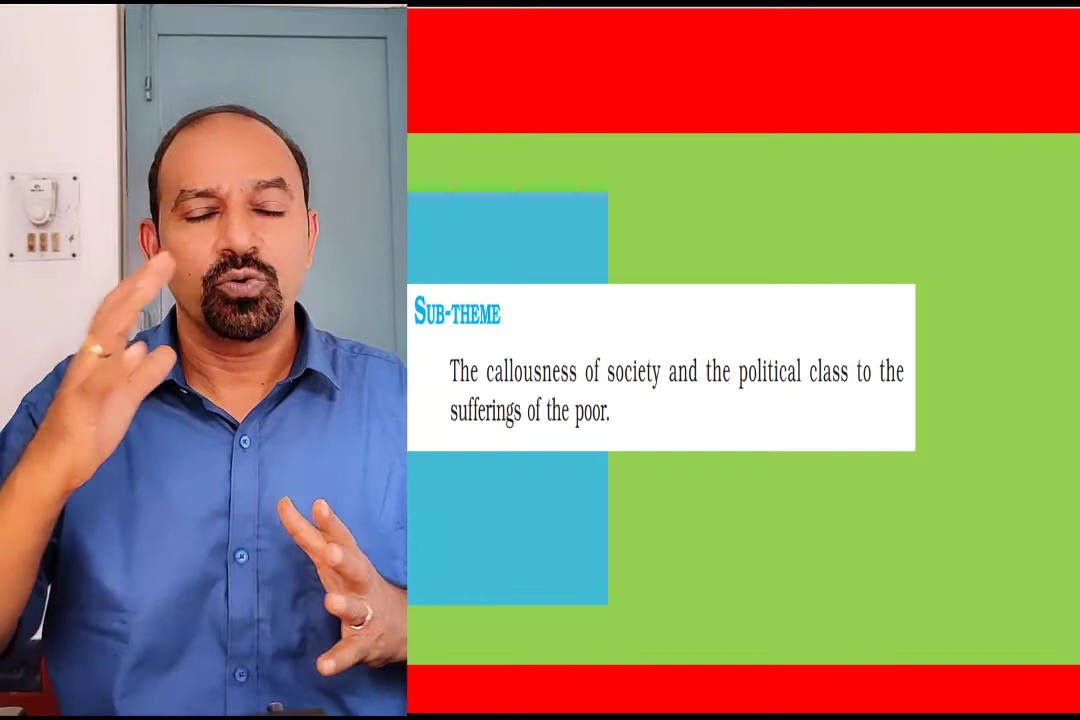 SUB-THEME
The callousness of society and the political class to the
sufferings of the poor.